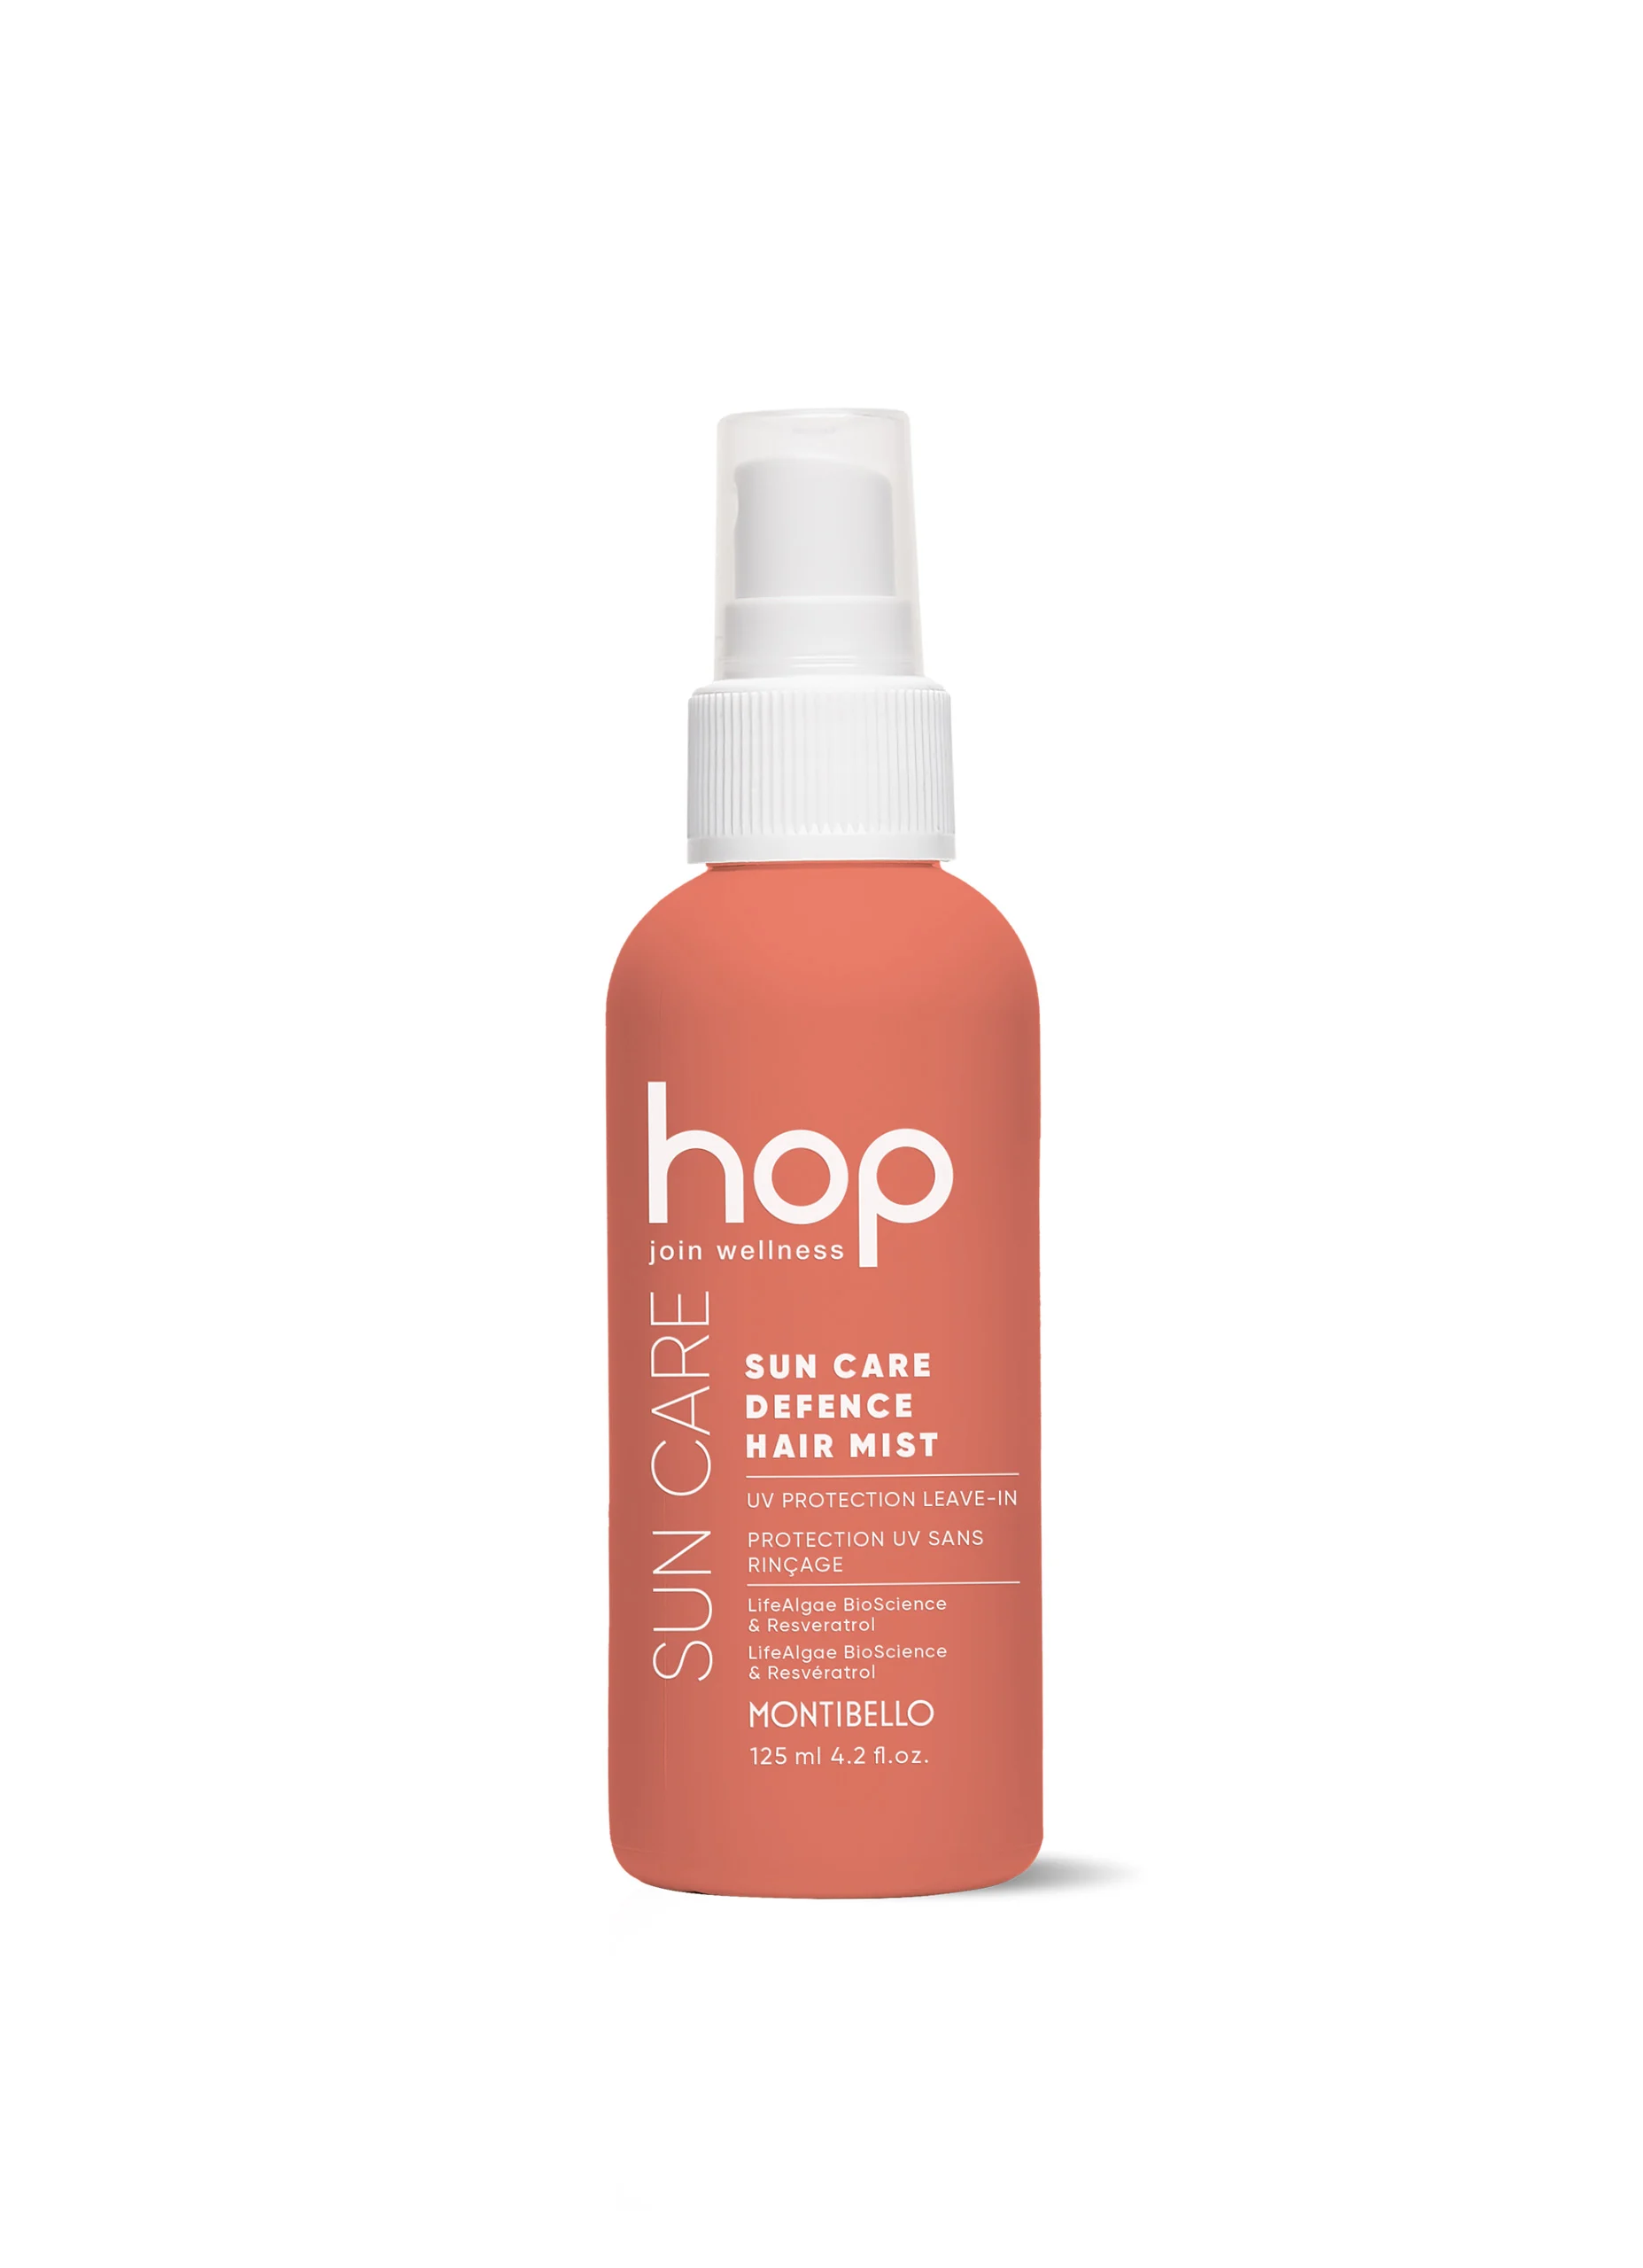 hop
join wellness
SUN CARE
SUN CARE
DEFENCE
HAIR MIST
UV PROTECTION LEAVE-IN
PROTECTION UV SANS
RINÇAGE
LifeAlgae BioScience
& Resveratrol
LifeAlgae BioScience
& Resvératrol
MONTIBELLO
125 ml 4.2 fl.oz.